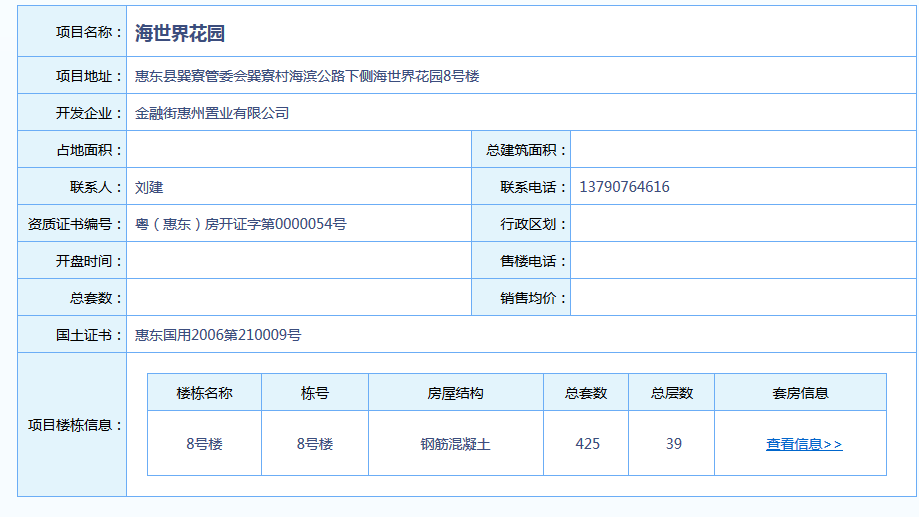 项目名称： 海世界花园
项目地址： 惠东县巽寮管委会巽寮村海滨公路下侧海世界花园8号楼
开发企业： 金融街惠州置业有限公司
占地面积： 总建筑面积：
联系人： 刘建 联系电话： 13790764616
资质证书编号： 粤（惠东）房开证字第0000054号 行政区划：
开盘时间： 售楼电话：
总套数： 销售均价：
国土证书： 惠东国用2006第210009号
项目楼栋信息：
楼栋名称 栋号 房屋结构 总套数 总层数 套房信息
8号楼 8号楼 钢筋混凝土 425 39 查看信息>>